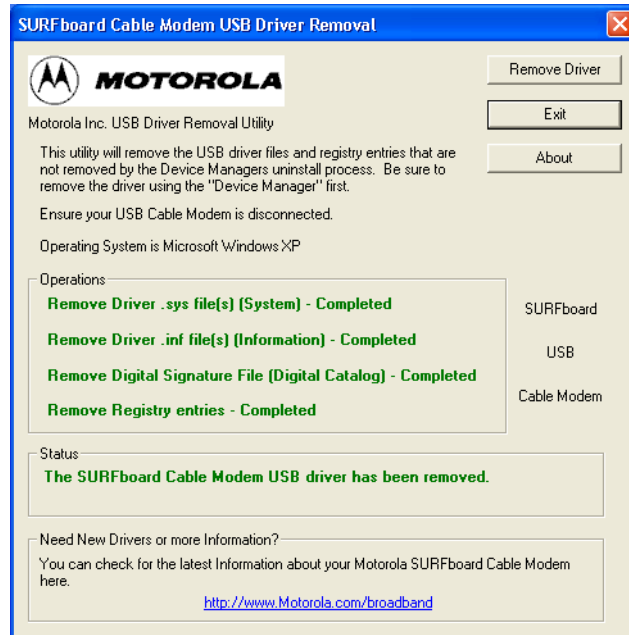 SURFboard Cable Modem USB Driver Removal
MOTOROLA
Remove Driver
Exit
About
Motorola Inc. USB Driver Removal Utility
This utility will remove the USB driver files and registry entries that are
not removed by the Device Managers uninstall process. Be sure to
remove the driver using the "Device Manager" first.
Ensure your USB Cable Modem is disconnected.
Operating System is Microsoft Windows XP
Operations
Remove Driver .sys file(s) (System) - Completed
Remove Driver .inf file(s) (Information) - Completed
Remove Digital Signature File (Digital Catalog) - Completed
Remove Registry entries - Completed
SURFboard
USB
Cable Modem
Status
The SURFboard Cable Modem USB driver has been removed.
Need New Drivers or more Information?
You can check for the latest Information about your Motorola SURFboard Cable Modem
here.
http://www.Motorola.com/broadband